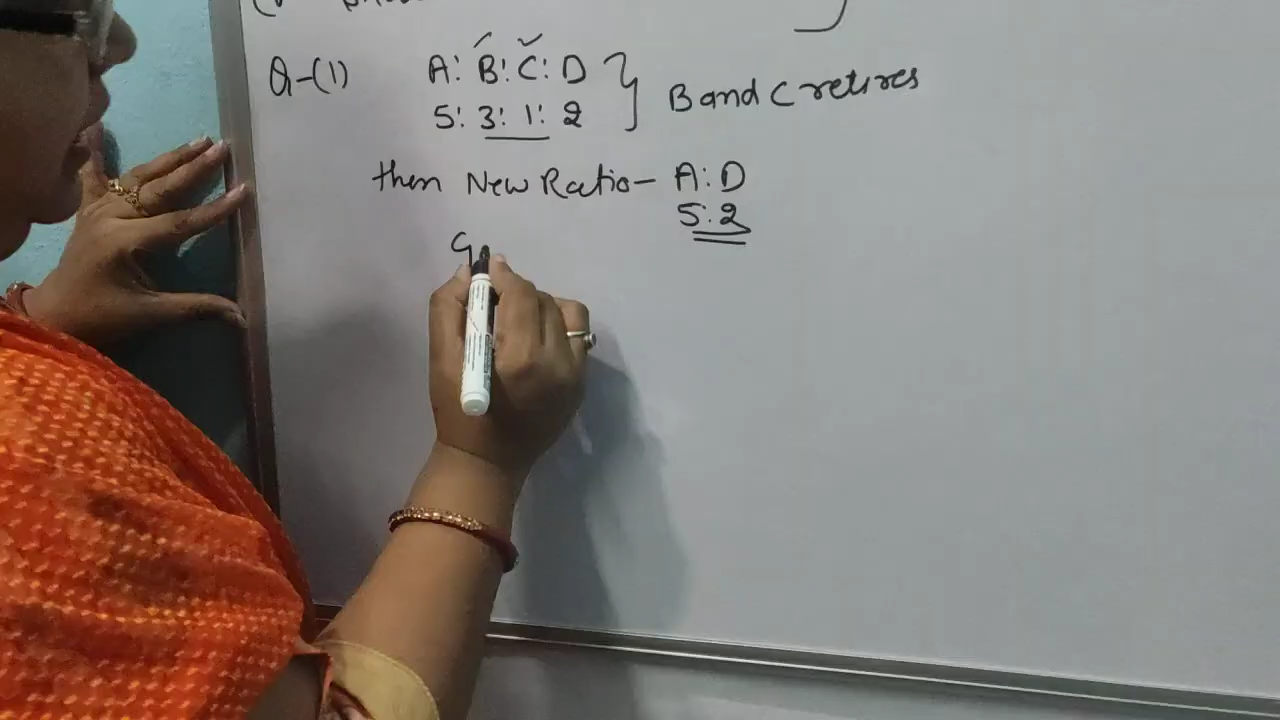 Q-(1) A: B: C: D } B and C retires
5: 3: 1: 2
then New Ratio- A:D
5:2
G